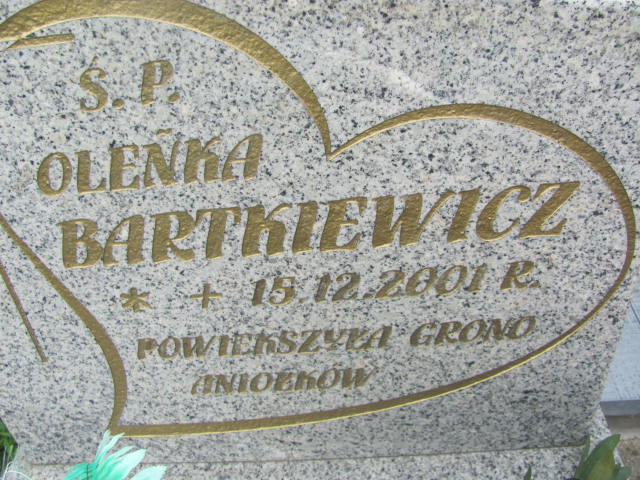 Ś. P.
OLEŃKA
BARTKIEWICZ
* + 15.12.2001 R.
POWIĘKSZYŁA GRONO
ANIOŁKÓW